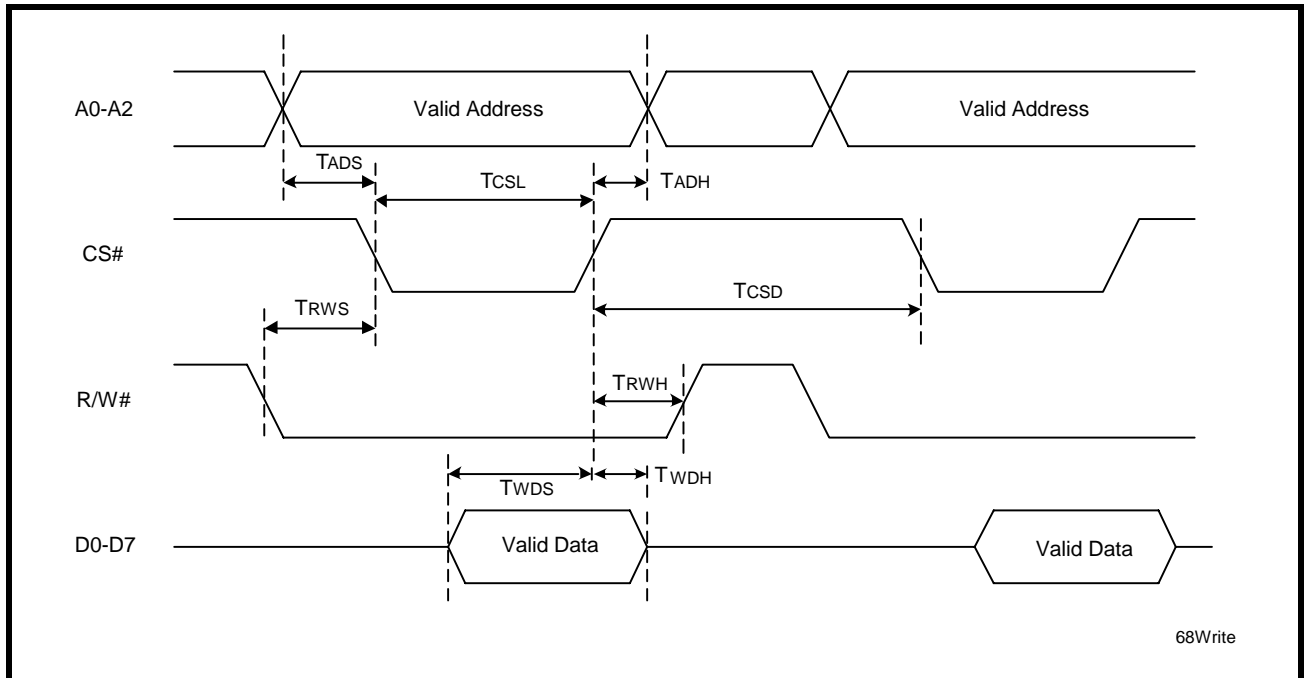 A0-A2
Valid Address
Valid Address
TADS
TCSL
TADH
CS#
TCSD
TRWS
R/W#
TRWH
TWDS
TWDH
D0-D7
Valid Data
Valid Data
68Write